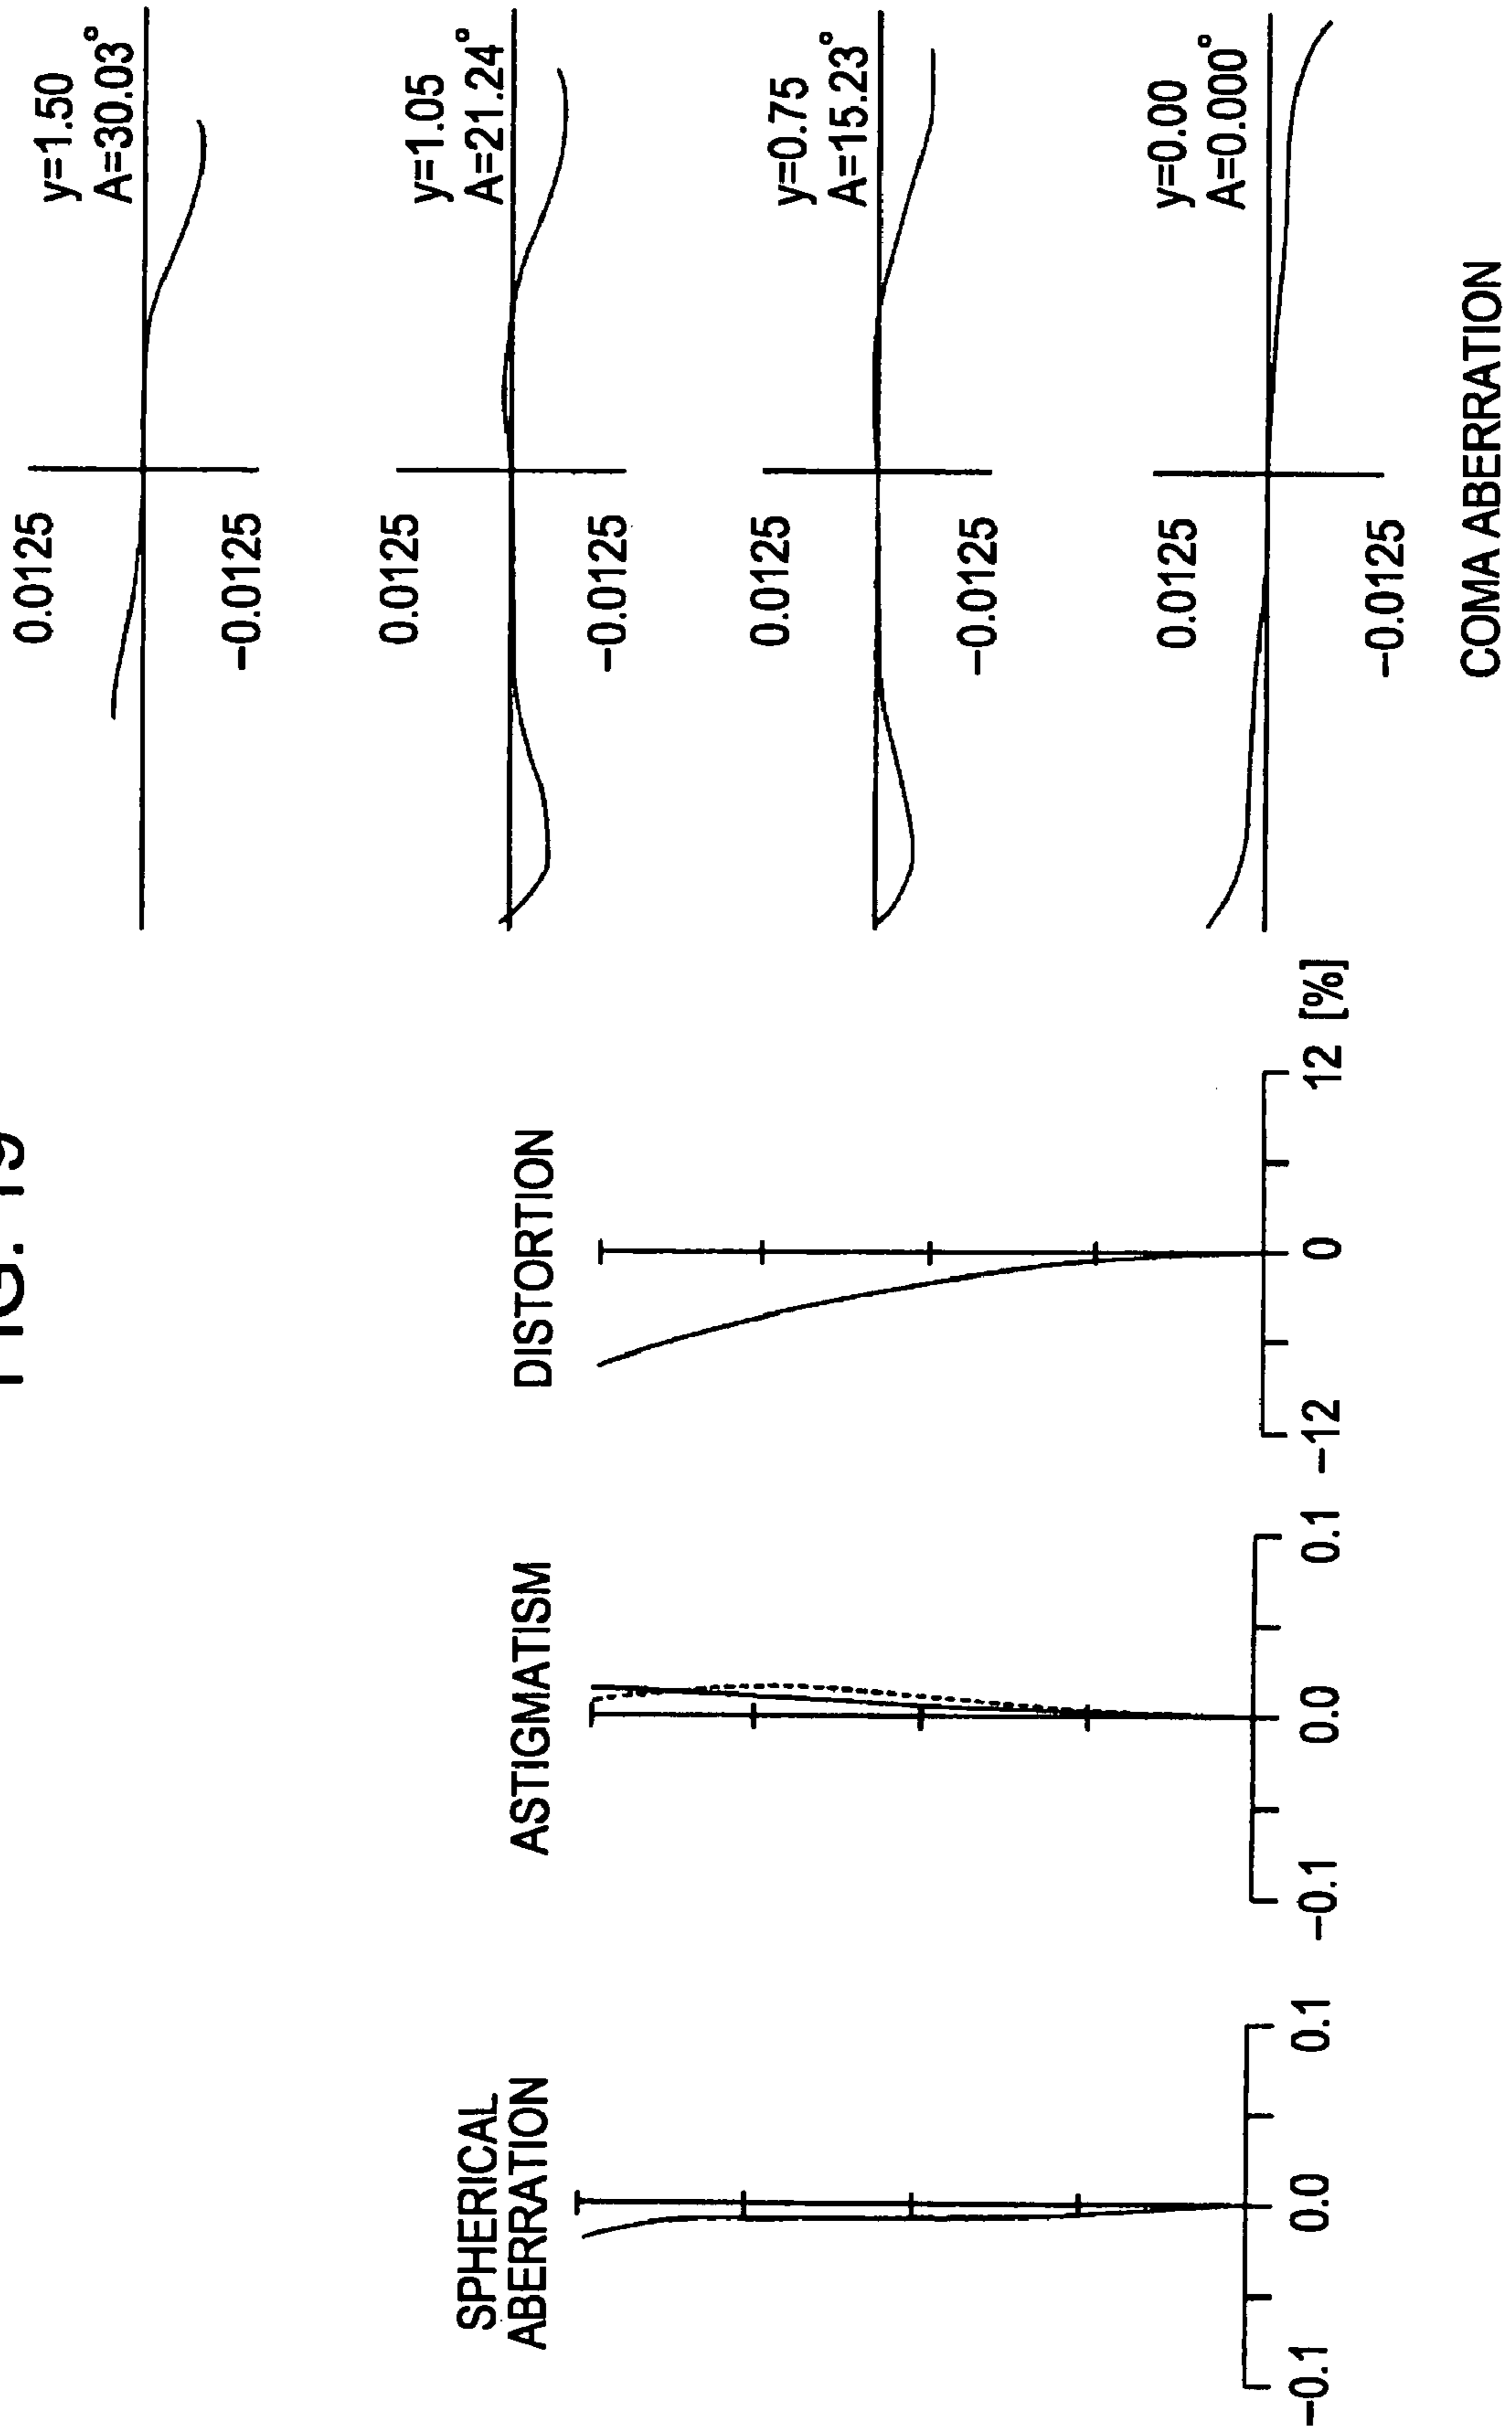 FIG. 19
SPHERICAL
ABERRATION
-0.1
0.0
0.1
ASTIGMATISM
-0.1
0.0
0.1
DISTORTION
-12
0
12 [%]
0.0125
-0.0125
y=1.50
A=30.03°
0.0125
-0.0125
y=1.05
A=21.24°
0.0125
-0.0125
y=0.75
A=15.23°
0.0125
-0.0125
y=0.00
A=0.000°
COMA ABERRATION